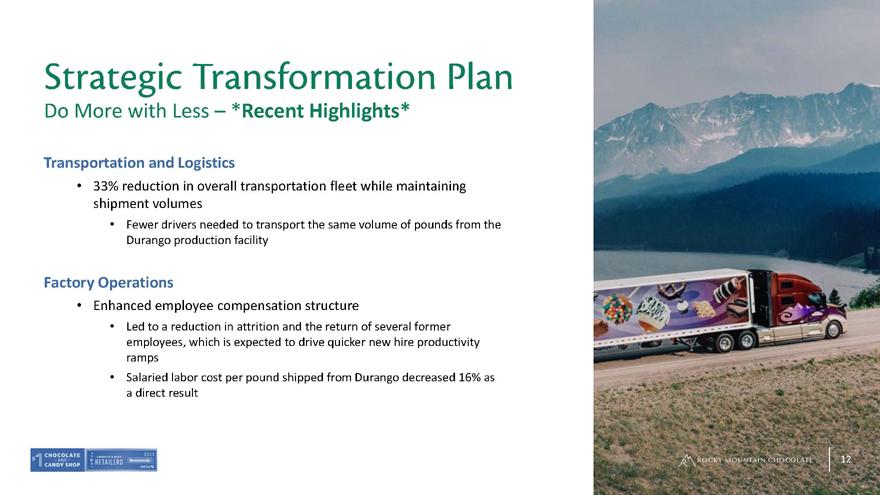 Strategic Transformation Plan
Do More with Less – *Recent Highlights*
Transportation and Logistics
• 33% reduction in overall transportation fleet while maintaining
shipment volumes
• Fewer drivers needed to transport the same volume of pounds from the
Durango production facility
Factory Operations
• Enhanced employee compensation structure
• Led to a reduction in attrition and the return of several former
employees, which is expected to drive quicker new hire productivity
ramps
• Salaried labor cost per pound shipped from Durango decreased 16% as
a direct result
#1 CHOCOLATE
AND
CANDY SHOP
AMERICA'S BEST
RETAILERS
2023
ROCKY MOUNTAIN CHOCOLATE
12